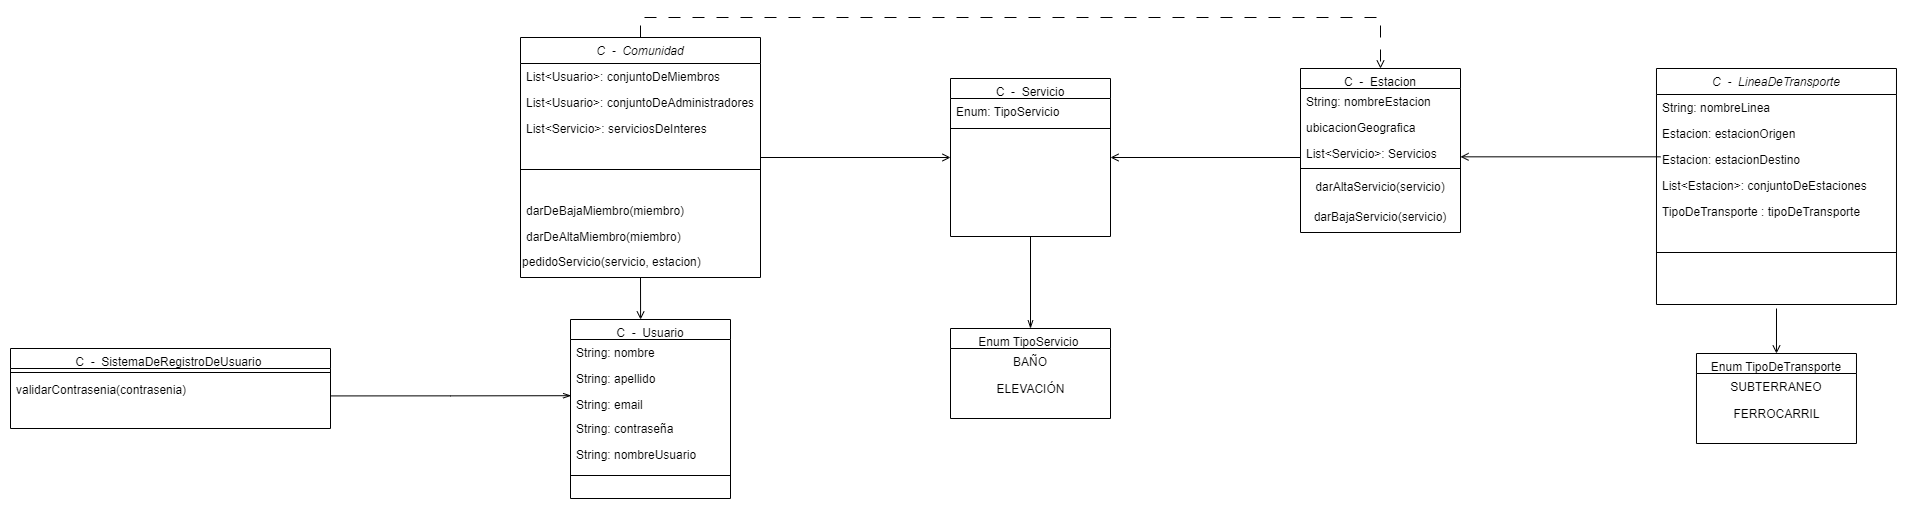 C - Comunidad
List<Usuario>: conjuntoDeMiembros
List<Usuario>: conjuntoDeAdministradores
List<Servicio>: serviciosDeInteres
darDeBajaMiembro(miembro)
darDeAltaMiembro(miembro)
pedidoServicio(servicio, estacion)
C - Servicio
Enum: TipoServicio
C - Estacion
String: nombreEstacion
ubicacionGeografica
List<Servicio>: Servicios
darAltaServicio(servicio)
darBajaServicio(servicio)
C - LineaDeTransporte
String: nombreLinea
Estacion: estacionOrigen
Estacion: estacionDestino
List<Estacion>: conjuntoDeEstaciones
TipoDeTransporte : tipoDeTransporte
C - SistemaDeRegistroDeUsuario
validarContrasenia(contrasenia)
C - Usuario
String: nombre
String: apellido
String: email
String: contraseña
String: nombreUsuario
Enum TipoServicio
BAÑO
ELEVACIÓN
Enum TipoDeTransporte
SUBTERRANEO
FERROCARRIL